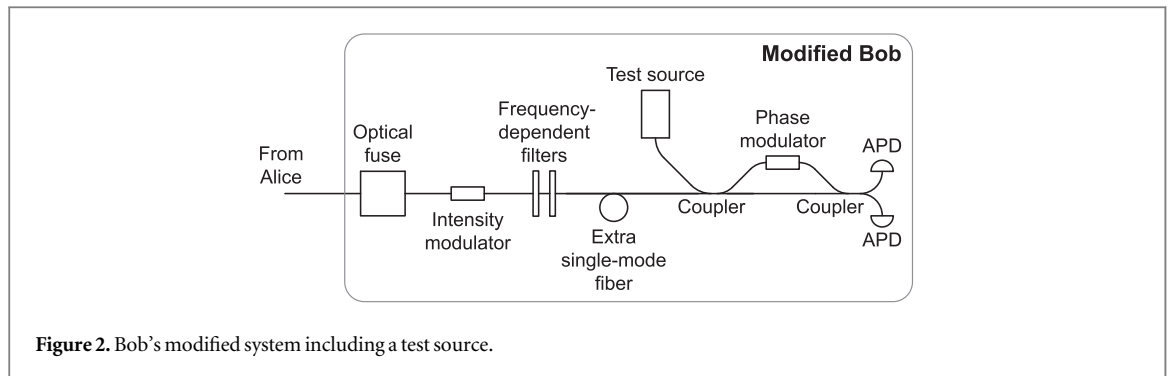 Modified Bob
Test source
Frequency-
dependent
filters
Phase
modulator
Optical
fuse
APD
From
Alice
Coupler
Coupler
Intensity
modulator
Extra
single-mode
fiber
APD
Figure 2. Bob's modified system including a test source.